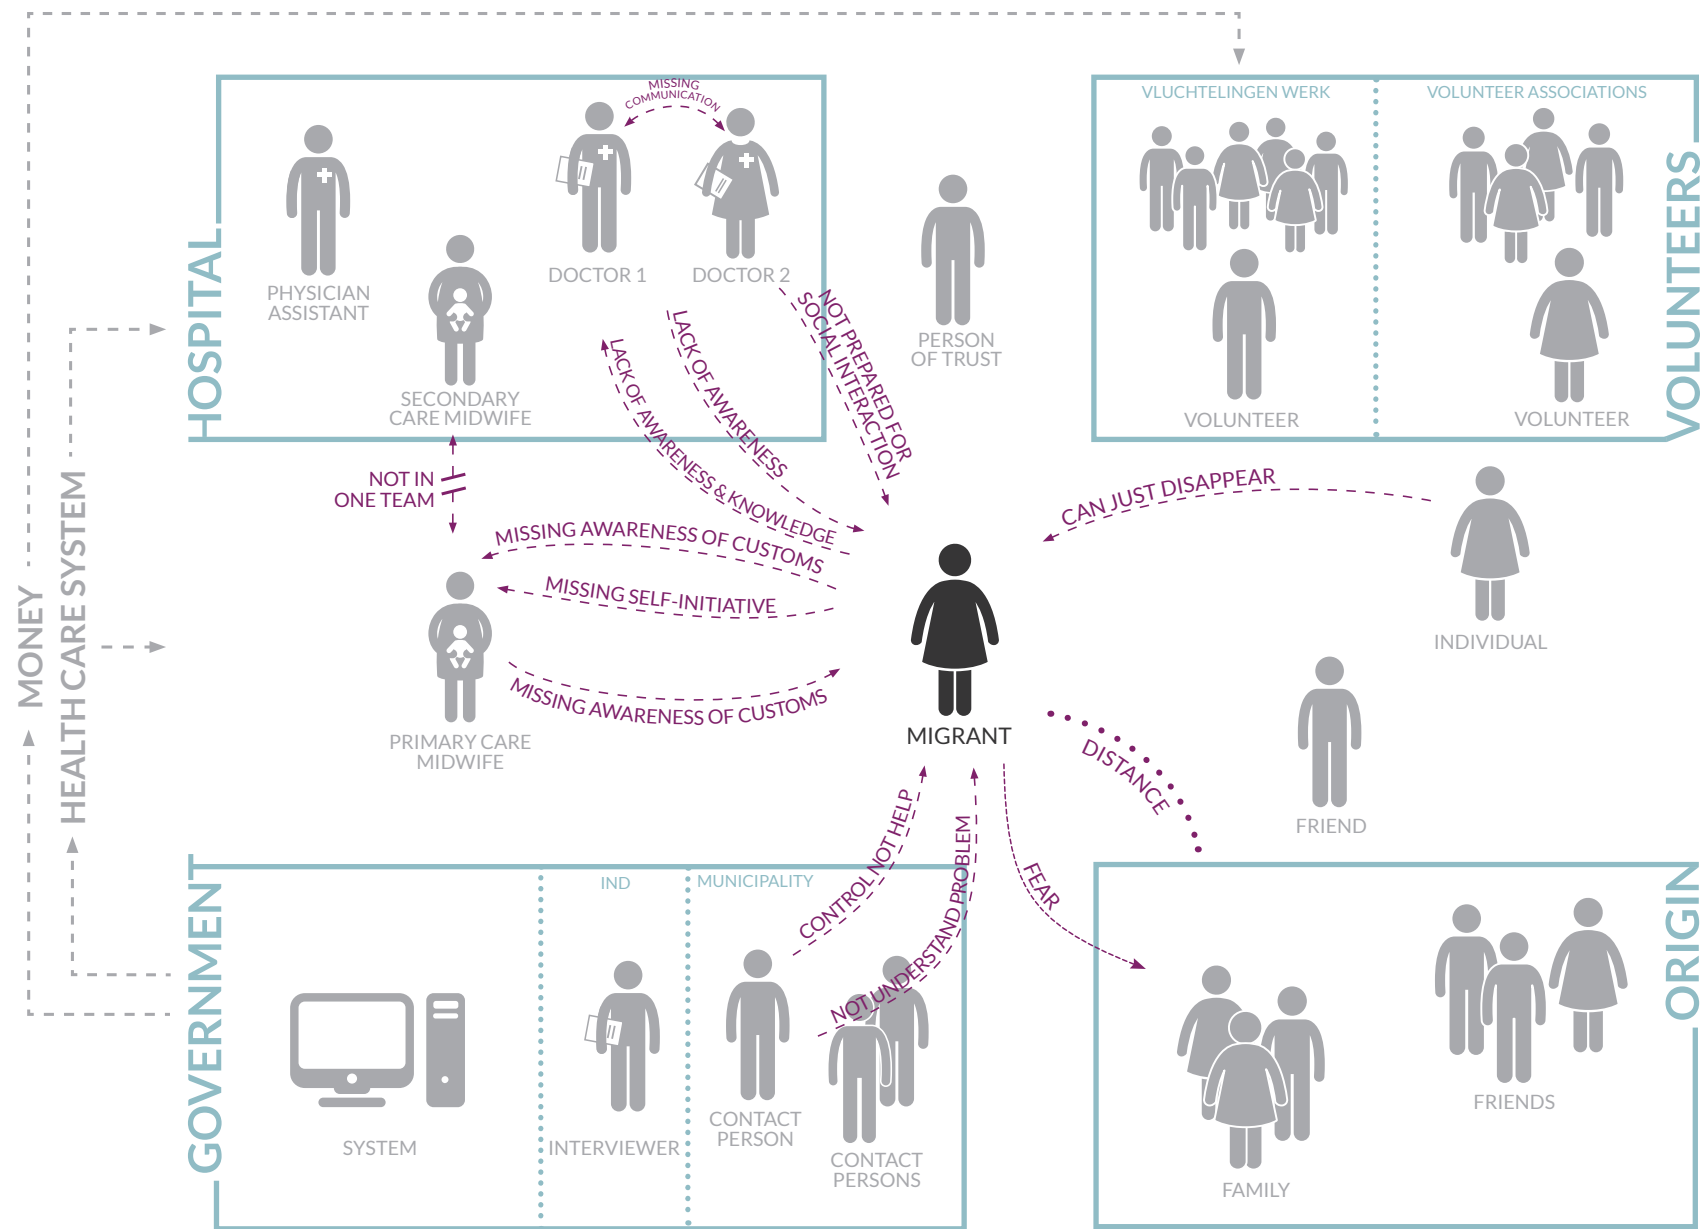 MISSING
COMMUNICATION
VLUCHTELINGEN WERK
VOLUNTEER ASSOCIATIONS
HOSPITAL
VOLUNTEERS
PHYSICIAN
ASSISTANT
DOCTOR 1
DOCTOR 2
SECONDARY
CARE MIDWIFE
PERSON
OF TRUST
VOLUNTEER
VOLUNTEER
NOT PREPARED FOR
SOCIAL INTERACTION
LACK OF AWARENESS
LACK OF AWARENESS & KNOWLEDGE
NOT IN
ONE TEAM
CAN JUST DISAPPEAR
MISSING AWARENESS OF CUSTOMS
MISSING SELF-INITIATIVE
MISSING AWARENESS OF CUSTOMS
PRIMARY CARE
MIDWIFE
MIGRANT
INDIVIDUAL
FRIEND
MONEY
HEALTH CARE SYSTEM
DISTANCE
CONTROL NOT HELP
NOT UNDERSTAND PROBLEM
FEAR
GOVERNMENT
IND
MUNICIPALITY
ORIGIN
SYSTEM
INTERVIEWER
CONTACT
PERSON
CONTACT
PERSONS
FAMILY
FRIENDS